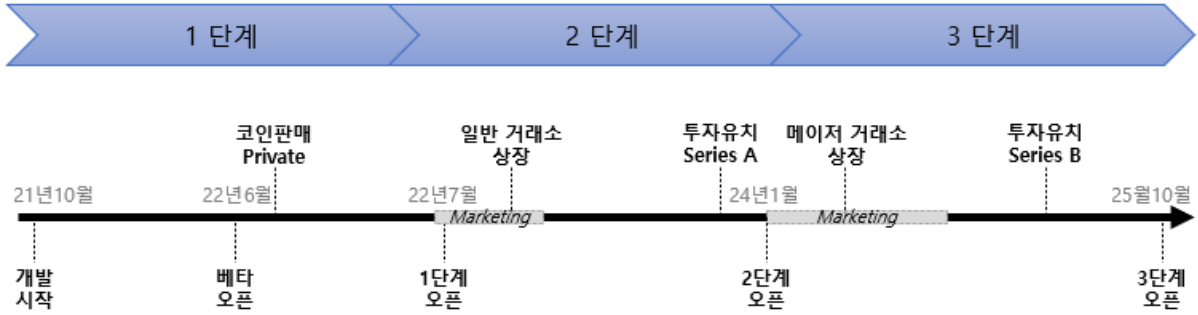 1 단계
2 단계
3 단계
코인판매
Private
일반 거래소
상장
투자유치
Series A
메이저 거래소
상장
투자유치
Series B
21년10월
22년6월
22년7월
24년1월
25월10월
Marketing
Marketing
개발
시작
베타
오픈
1단계
오픈
2단계
오픈
3단계
오픈